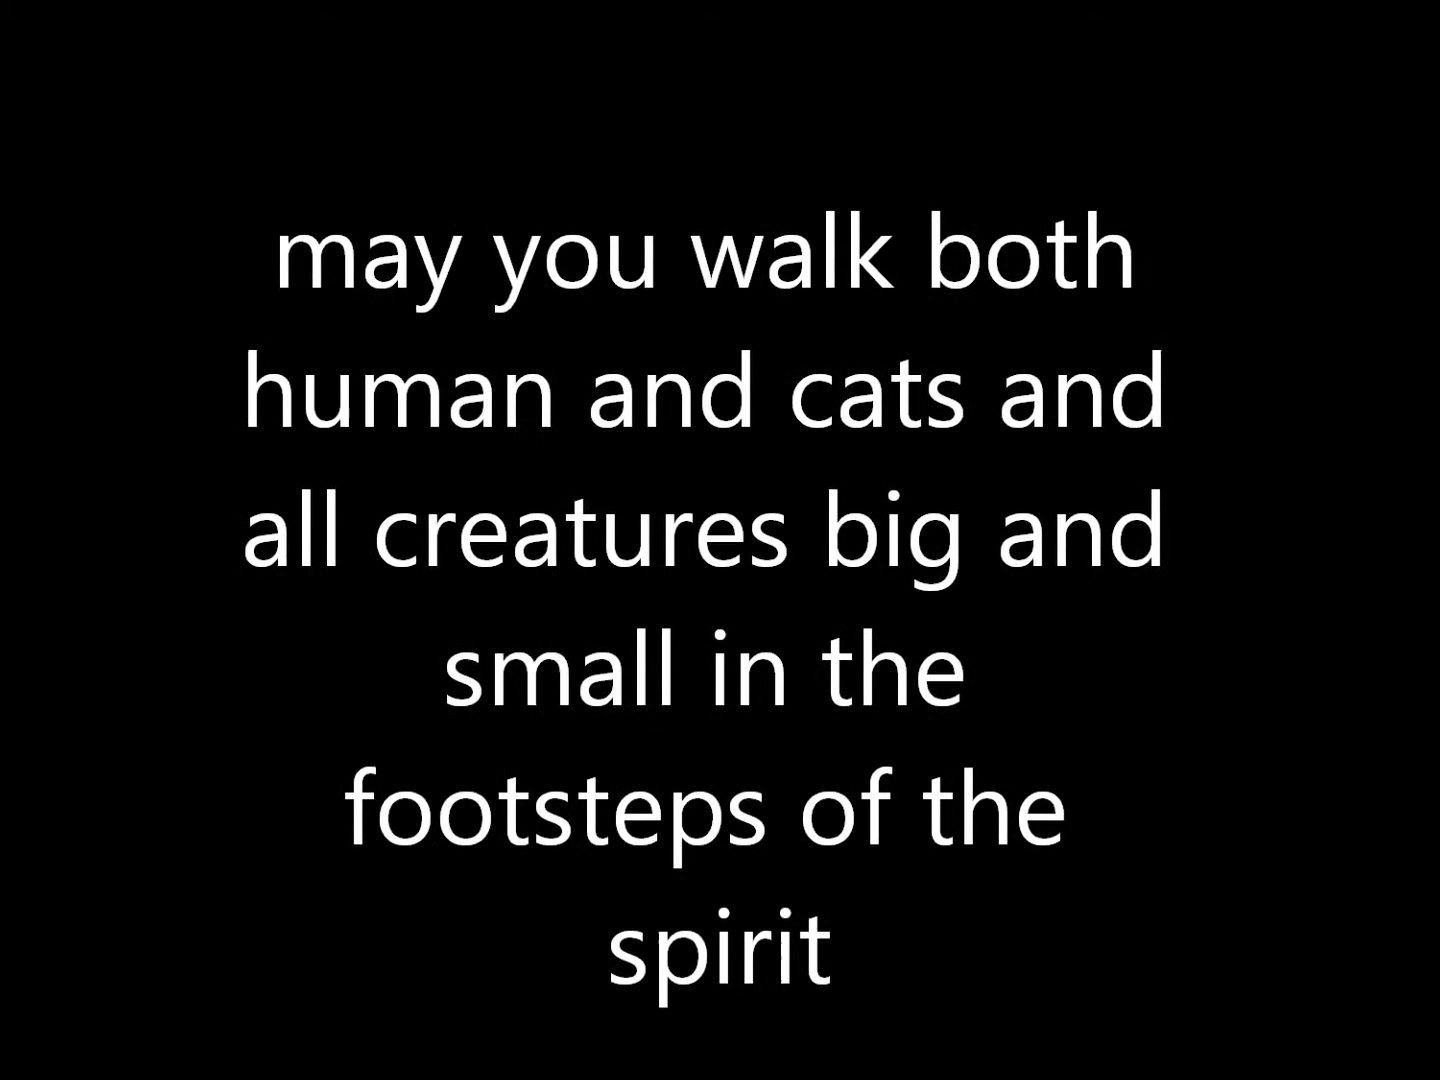 may you walk both
human and cats and
all creatures big and
small in the
footsteps of the
spirit